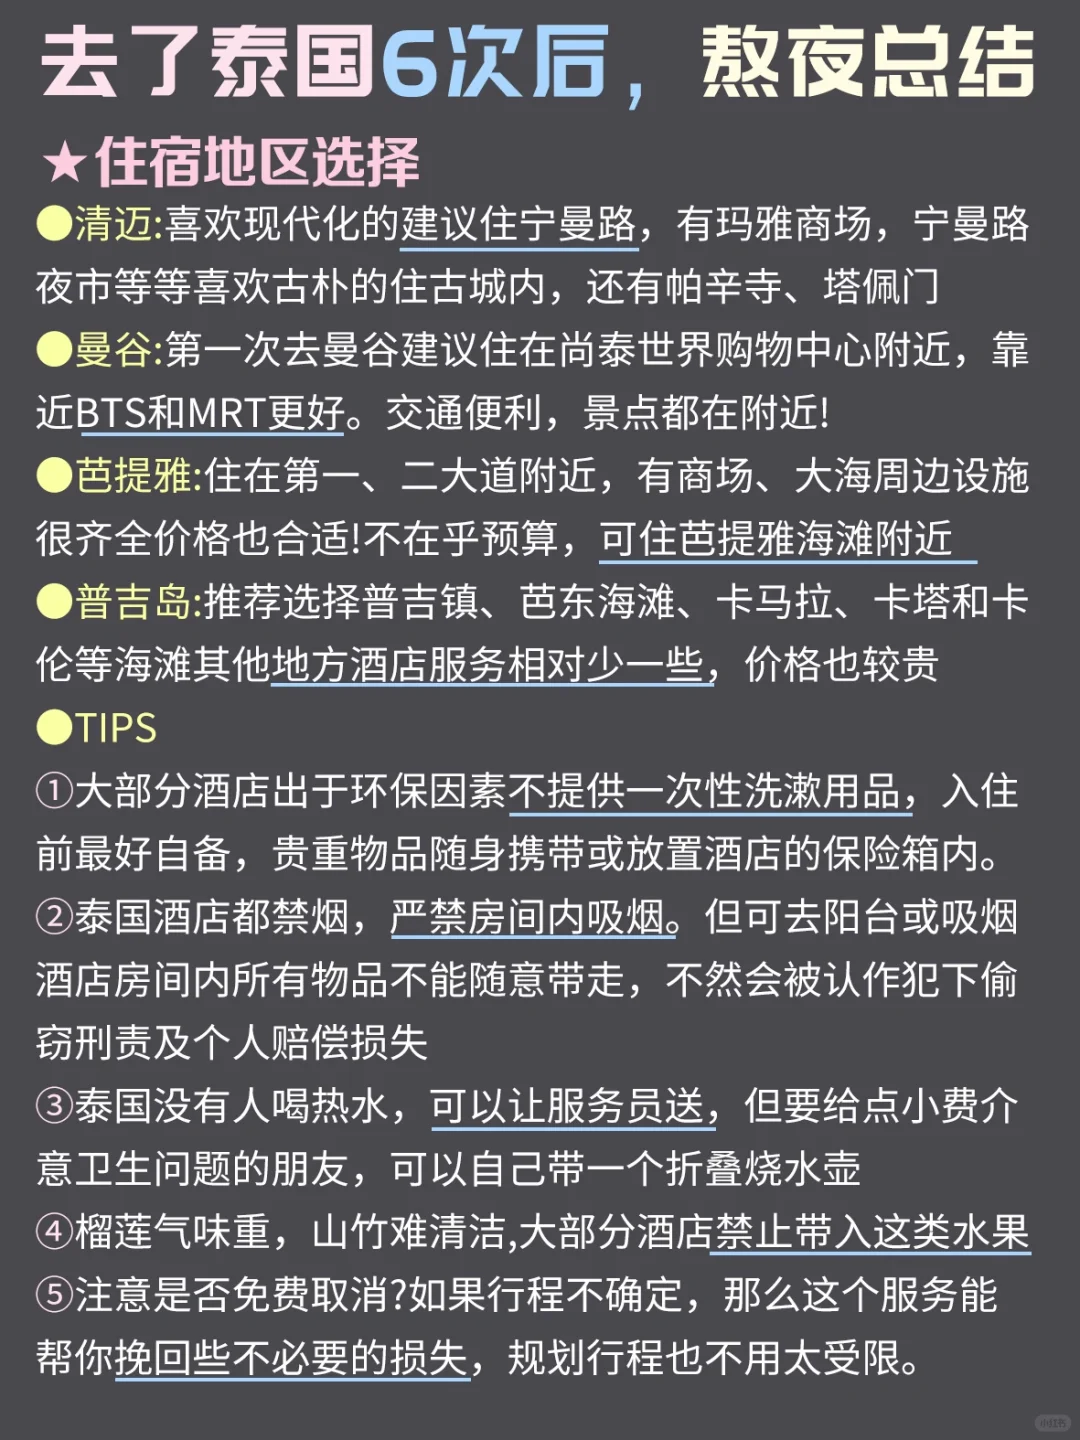 去了泰国6次后，熬夜总结
★住宿地区选择
●清迈:喜欢现代化的建议住宁曼路，有玛雅商场，宁曼路
夜市等等喜欢古朴的住古城内，还有帕辛寺、塔佩门
●曼谷:第一次去曼谷建议住在尚泰世界购物中心附近，靠
近BTS和MRT更好。交通便利，景点都在附近!
●芭提雅:住在第一、二大道附近，有商场、大海周边设施
很齐全价格也合适!不在乎预算，可住芭提雅海滩附近
●普吉岛:推荐选择普吉镇、芭东海滩、卡马拉、卡塔和卡
伦等海滩其他地方酒店服务相对少一些，价格也较贵
●TIPS
①大部分酒店出于环保因素不提供一次性洗漱用品，入住
前最好自备，贵重物品随身携带或放置酒店的保险箱内。
②泰国酒店都禁烟，严禁房间内吸烟。但可去阳台或吸烟
酒店房间内所有物品不能随意带走，不然会被认作犯下偷
窃刑责及个人赔偿损失
③泰国没有人喝热水，可以让服务员送，但要给点小费介
意卫生问题的朋友，可以自己带一个折叠烧水壶
④榴莲气味重，山竹难清洁,大部分酒店禁止带入这类水果
⑤注意是否免费取消?如果行程不确定，那么这个服务能
帮你挽回些不必要的损失，规划行程也不用太受限。
小红书